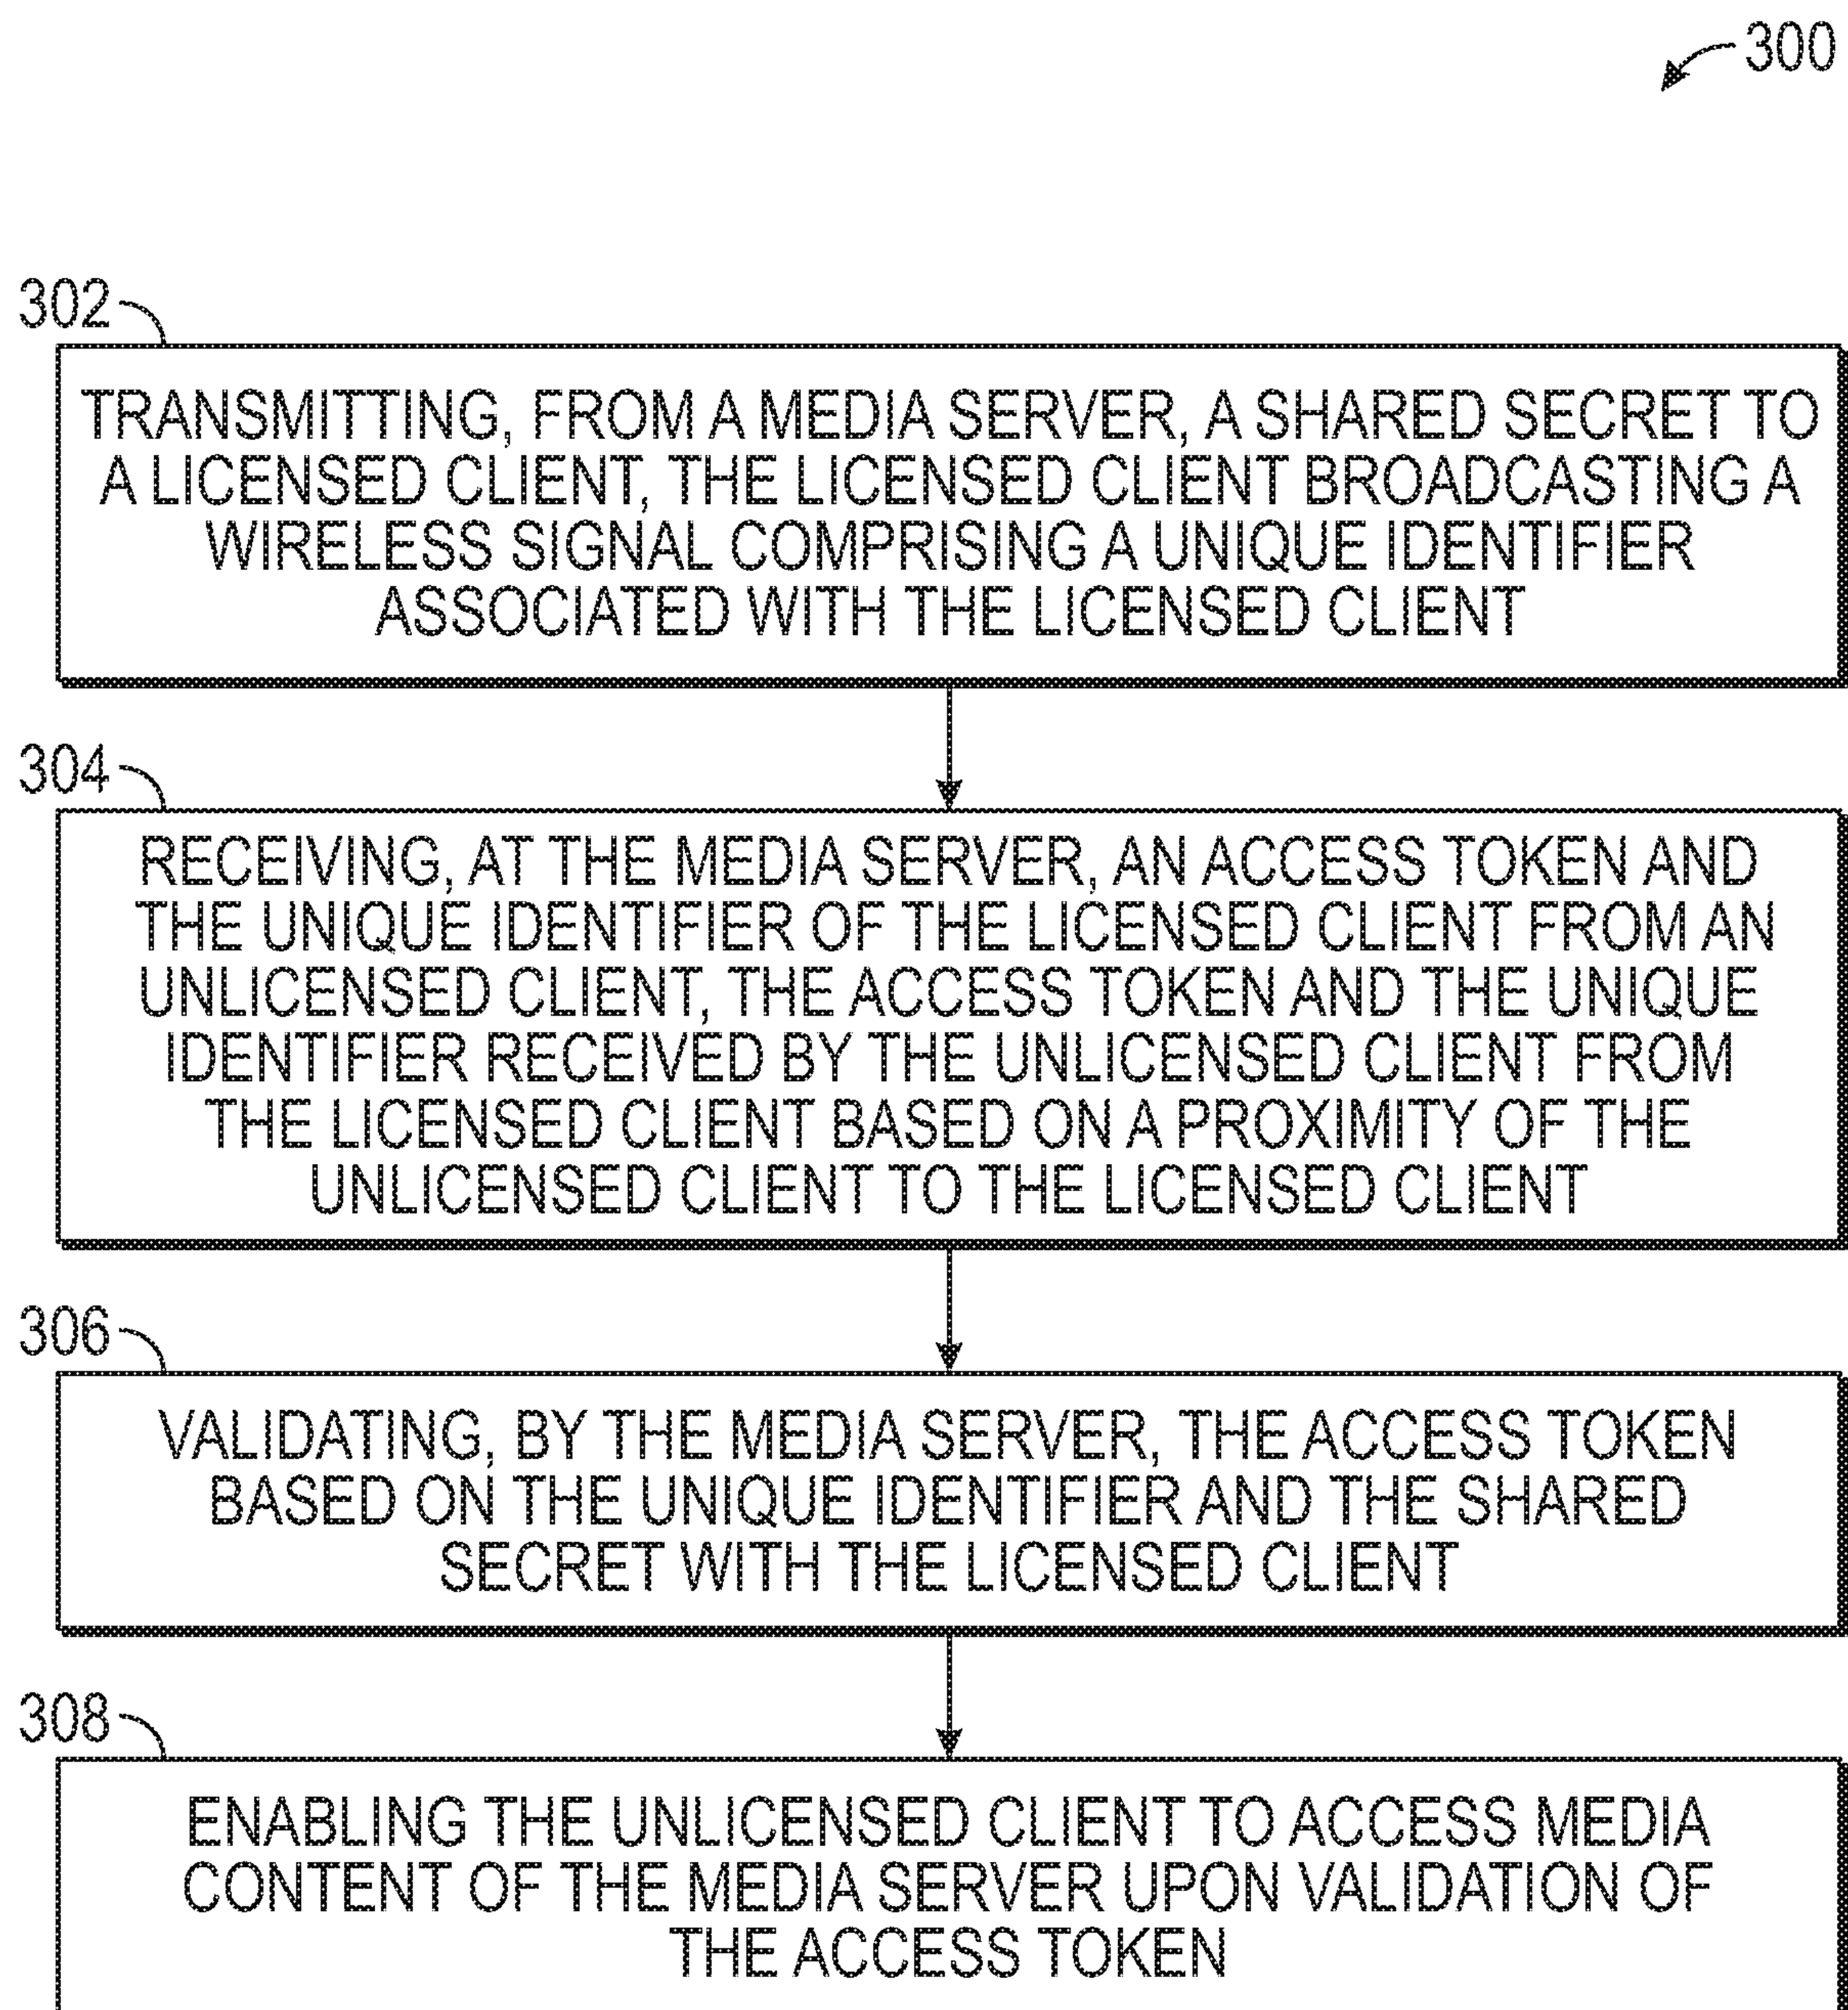 300
302
TRANSMITTING, FROM A MEDIA SERVER, A SHARED SECRET TO
A LICENSED CLIENT, THE LICENSED CLIENT BROADCASTING A
WIRELESS SIGNAL COMPRISING A UNIQUE IDENTIFIER
ASSOCIATED WITH THE LICENSED CLIENT
304
RECEIVING, AT THE MEDIA SERVER, AN ACCESS TOKEN AND
THE UNIQUE IDENTIFIER OF THE LICENSED CLIENT FROM AN
UNLICENSED CLIENT, THE ACCESS TOKEN AND THE UNIQUE
IDENTIFIER RECEIVED BY THE UNLICENSED CLIENT FROM
THE LICENSED CLIENT BASED ON A PROXIMITY OF THE
UNLICENSED CLIENT TO THE LICENSED CLIENT
306
VALIDATING, BY THE MEDIA SERVER, THE ACCESS TOKEN
BASED ON THE UNIQUE IDENTIFIER AND THE SHARED
SECRET WITH THE LICENSED CLIENT
308
ENABLING THE UNLICENSED CLIENT TO ACCESS MEDIA
CONTENT OF THE MEDIA SERVER UPON VALIDATION OF
THE ACCESS TOKEN